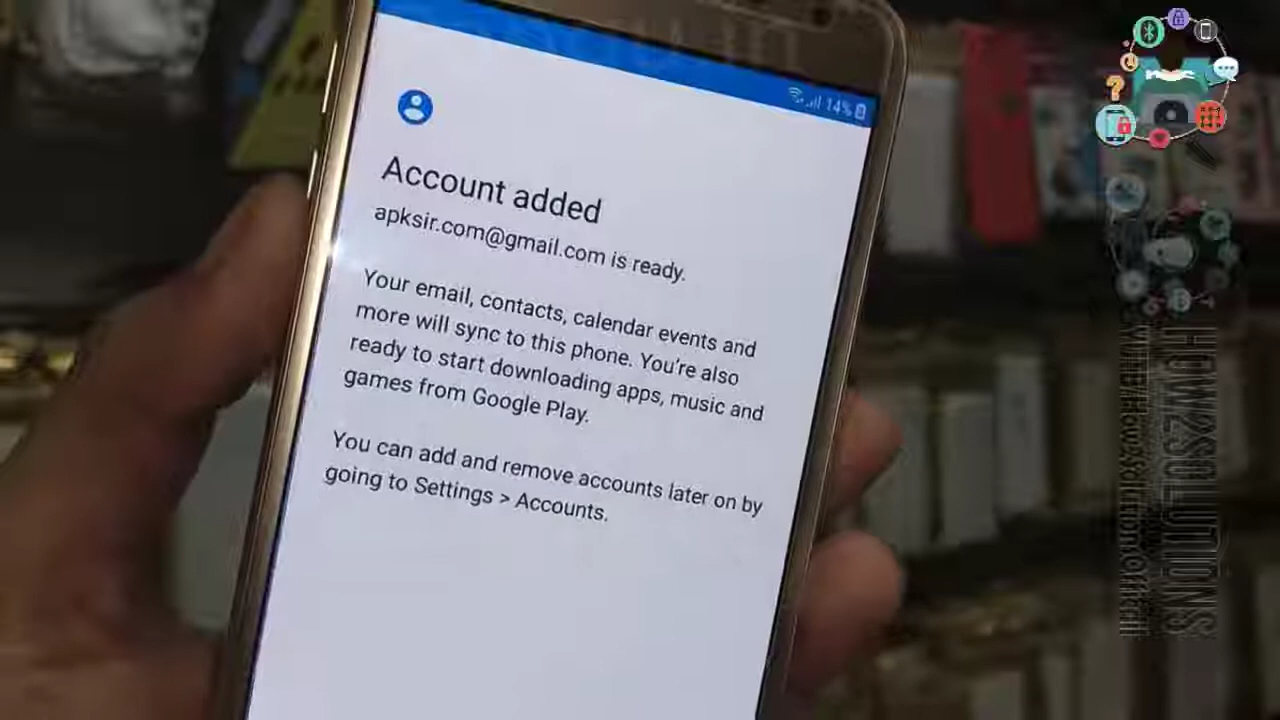 14%
Account added
apksir.com@gmail.com is ready.
Your email, contacts, calendar events and
more will sync to this phone. You're also
ready to start downloading apps, music and
games from Google Play.
You can add and remove accounts later on by
going to Settings > Accounts.
HOW2SOLUTIONS